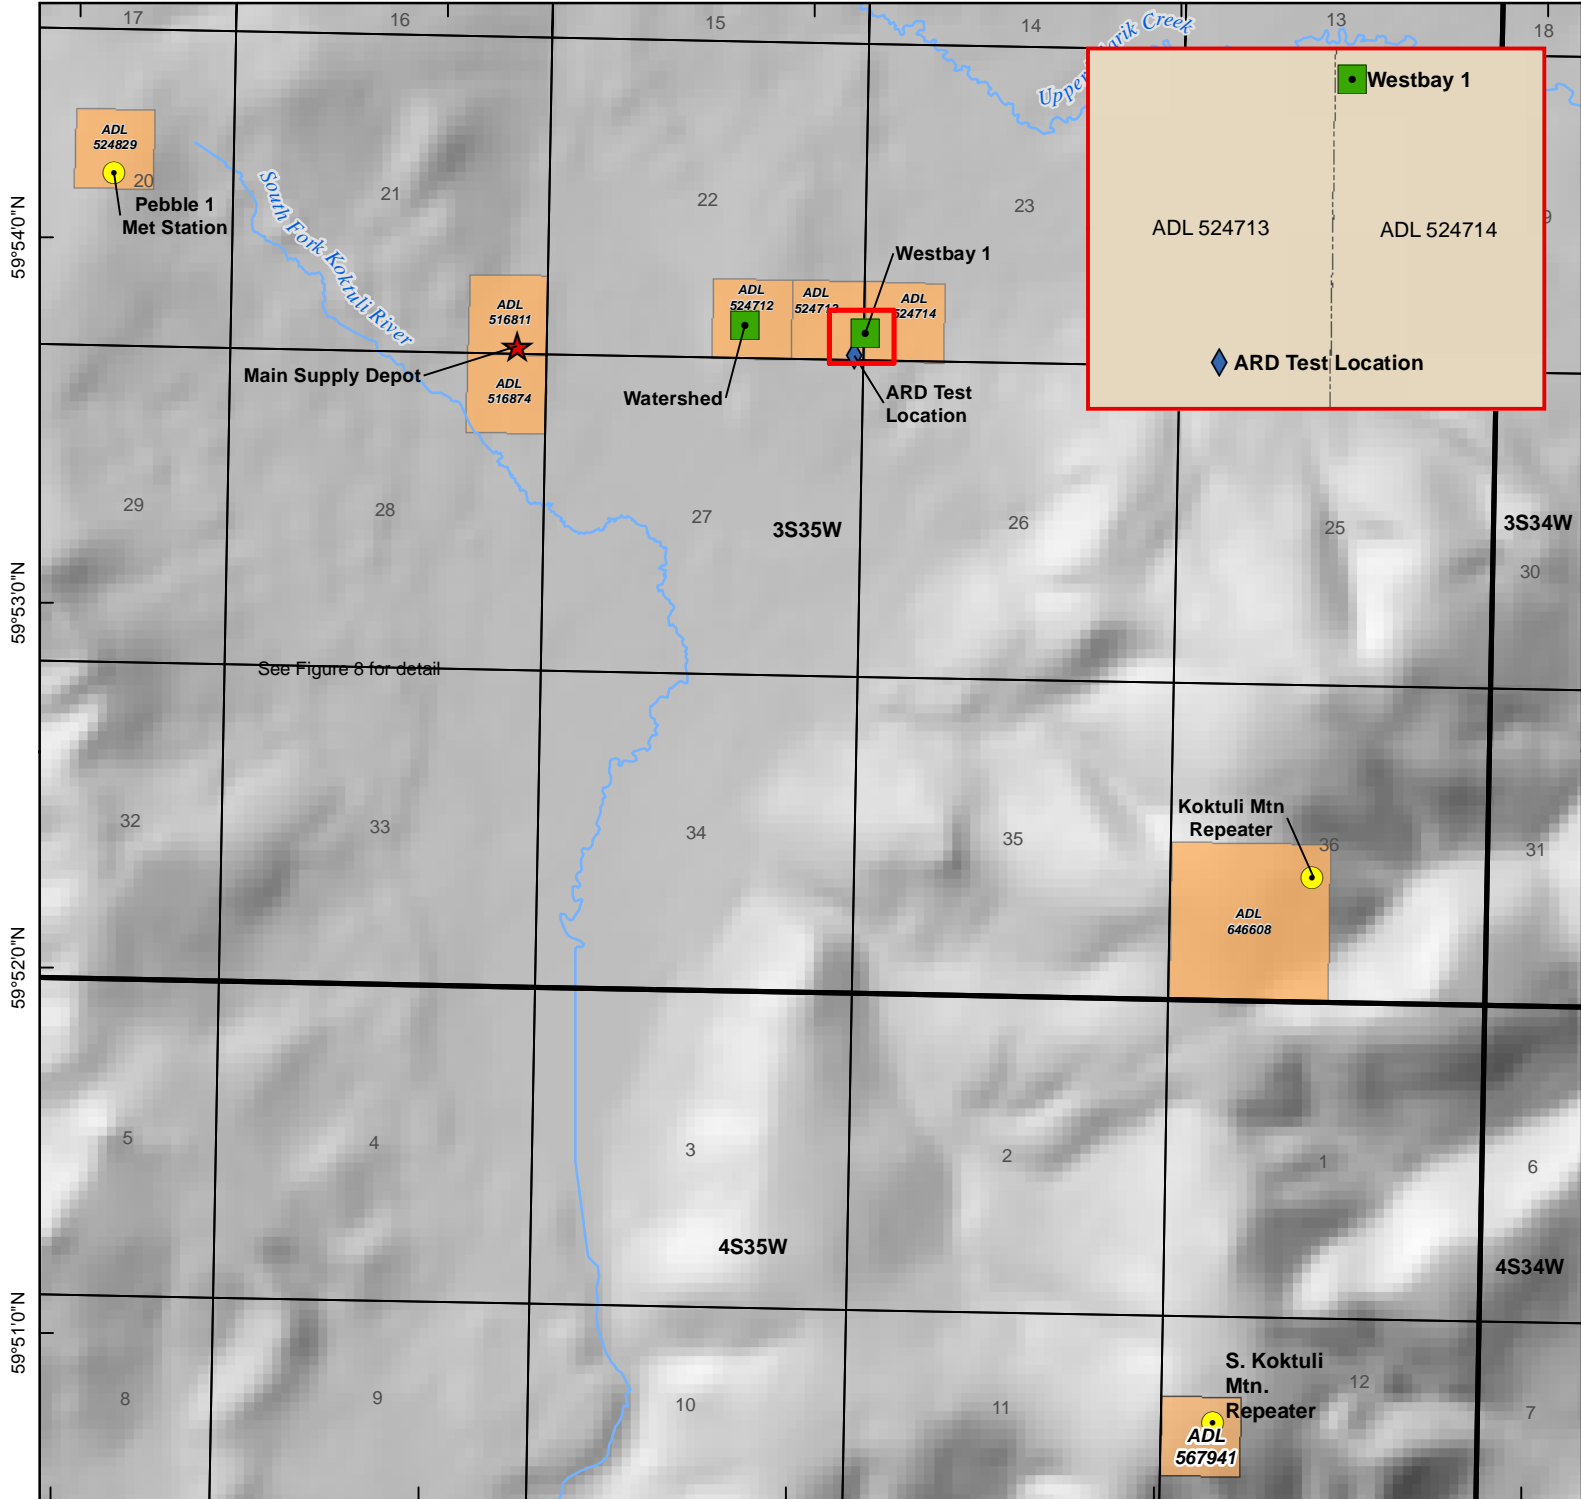 17
16
15
14
13
18
Upper
arik Creek
Westbay 1
ADL 524713
ADL 524714
ARD Test Location
9
ADL
524829
20
Pebble 1
Met Station
South Fork Koktuli River
21
22
23
59°54'0"N
Westbay 1
ADL
516811
ADL
524712
ADL
ADL
524714
Main Supply Depot
ADL
516874
Watershed
ARD Test
Location
29
28
27
3S35W
26
25
3S34W
30
59°53'0"N
See Figure 8 for detail
32
33
34
35
Koktuli Mtn
Repeater
36
31
ADL
646608
59°52'0"N
5
4
3
2
1
6
4S35W
4S34W
59°51'0"N
8
9
10
11
S. Koktuli
Mtn.
Repeater
12
7
ADL
567941